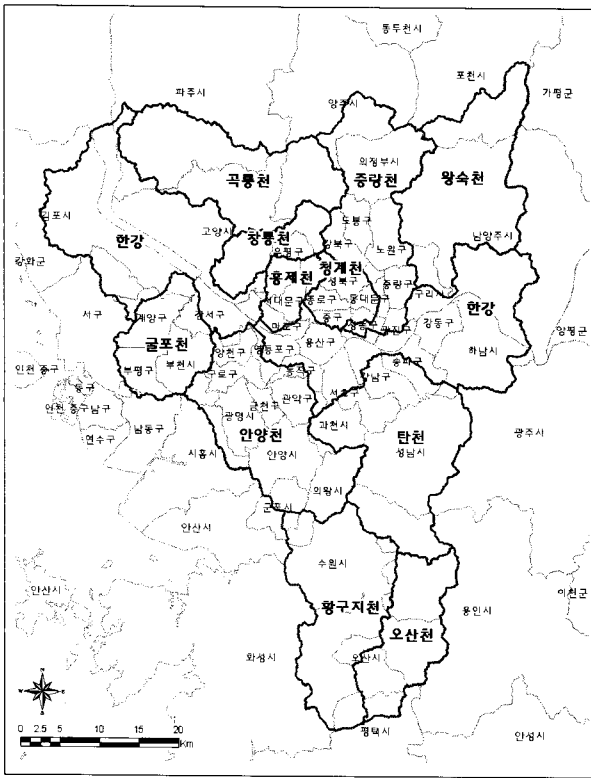 동두천시
포천시
파주시
양주시
가평군
의정부시
곡릉천
중랑천
왕숙천
김포시
도봉구
고양시
창릉천
강북구
노원구
남양주시
한강
은평구
강화군
홍제천
청계천
성북구
중랑구
서대문구
종로구
동대문구
구리시
한강
서구
계양구
강서구
마포구
중구
성동구
광진구
강동구
굴포천
양천구
영등포구
용산구
하남시
양평군
인천 중구
부평구
부천시
구로구
동작구
송파구
강남구
동구
금천구
관악구
서초구
인천 중구
남구
광명시
과천시
탄천
연수구
남동구
안양천
성남시
광주시
시흥시
안양시
의왕시
군포시
안산시
수원시
안산시
황구지천
용인시
이천군
오산천
화성시
오산시
평택시
안성시
N
W
E
S
0 2.5 5 10 15 20
Km